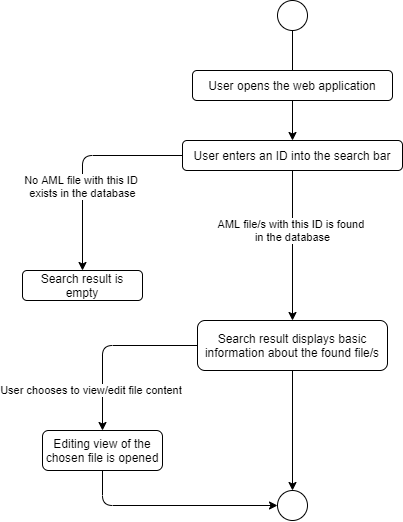 User opens the web application
User enters an ID into the search bar
No AML file with this ID
exists in the database
AML file/s with this ID is found
in the database
Search result is
empty
Search result displays basic
information about the found file/s
User chooses to view/edit file content
Editing view of the
chosen file is opened